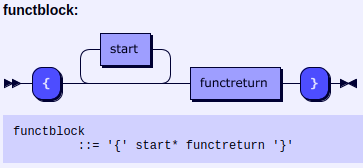 functblock:
start
{ functreturn }
functblock
::= '{' start* functreturn '}'